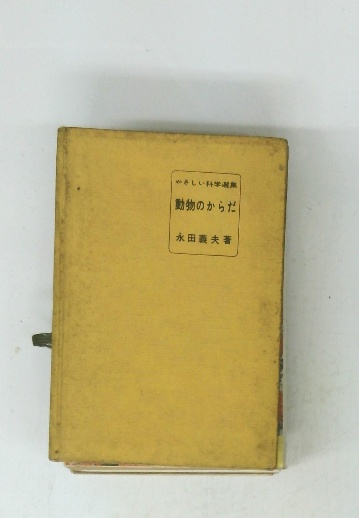 やさしい科学選集
動物のからだ
永田義夫著